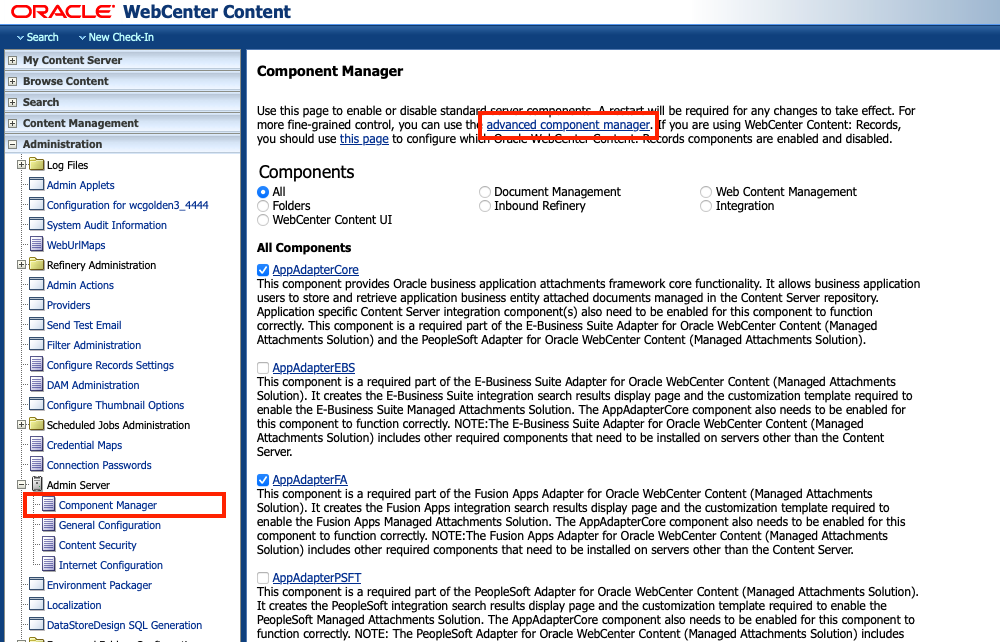 ORACLE WebCenter Content
Search New Check-In
My Content Server
Browse Content
Search
Content Management
Administration
Log Files
Admin Applets
Configuration for wcgolden3_4444
System Audit Information
WebUrlMaps
Refinery Administration
Admin Actions
Providers
Send Test Email
Filter Administration
Configure Records Settings
DAM Administration
Configure Thumbnail Options
Scheduled Jobs Administration
Credential Maps
Connection Passwords
Admin Server
Component Manager
General Configuration
Content Security
Internet Configuration
Environment Packager
Localization
DataStoreDesign SQL Generation
Component Manager
Use this page to enable or disable standard server components. A restart will be required for any changes to take effect. For
more fine-grained control, you can use the advanced component manager. If you are using WebCenter Content: Records,
you should use this page to configure which Oracle WebCenter Content: Records components are enabled and disabled.
Components
All Document Management Web Content Management
Folders Inbound Refinery Integration
WebCenter Content UI
All Components
AppAdapterCore
This component provides Oracle business application attachments framework core functionality. It allows business application
users to store and retrieve application business entity attached documents managed in the Content Server repository.
Application specific Content Server integration component(s) also need to be enabled for this component to function
correctly. This component is a required part of the E-Business Suite Adapter for Oracle WebCenter Content (Managed
Attachments Solution) and the PeopleSoft Adapter for Oracle WebCenter Content (Managed Attachments Solution).
AppAdapterEBS
This component is a required part of the E-Business Suite Adapter for Oracle WebCenter Content (Managed Attachments
Solution). It creates the E-Business Suite integration search results display page and the customization template required to
enable the E-Business Suite Managed Attachments Solution. The AppAdapterCore component also needs to be enabled for
this component to function correctly. NOTE:The E-Business Suite Adapter for Oracle WebCenter Content (Managed
Attachments Solution) includes other required components that need to be installed on servers other than the Content
Server.
AppAdapterFA
This component is a required part of the Fusion Apps Adapter for Oracle WebCenter Content (Managed Attachments
Solution). It creates the Fusion Apps integration search results display page and the customization template required to
enable the Fusion Apps Managed Attachments Solution. The AppAdapterCore component also needs to be enabled for this
component to function correctly. NOTE:The Fusion Apps Adapter for Oracle WebCenter Content (Managed Attachments
Solution) includes other required components that need to be installed on servers other than the Content Server.
AppAdapterPSFT
This component is a required part of the PeopleSoft Adapter for Oracle WebCenter Content (Managed Attachments Solution).
It creates the PeopleSoft integration search results display page and the customization template required to enable the
PeopleSoft Managed Attachments Solution. The AppAdapterCore component also needs to be enabled for this component to
function correctly. NOTE: The PeopleSoft Adapter for Oracle WebCenter Content (Managed Attachments Solution) includes